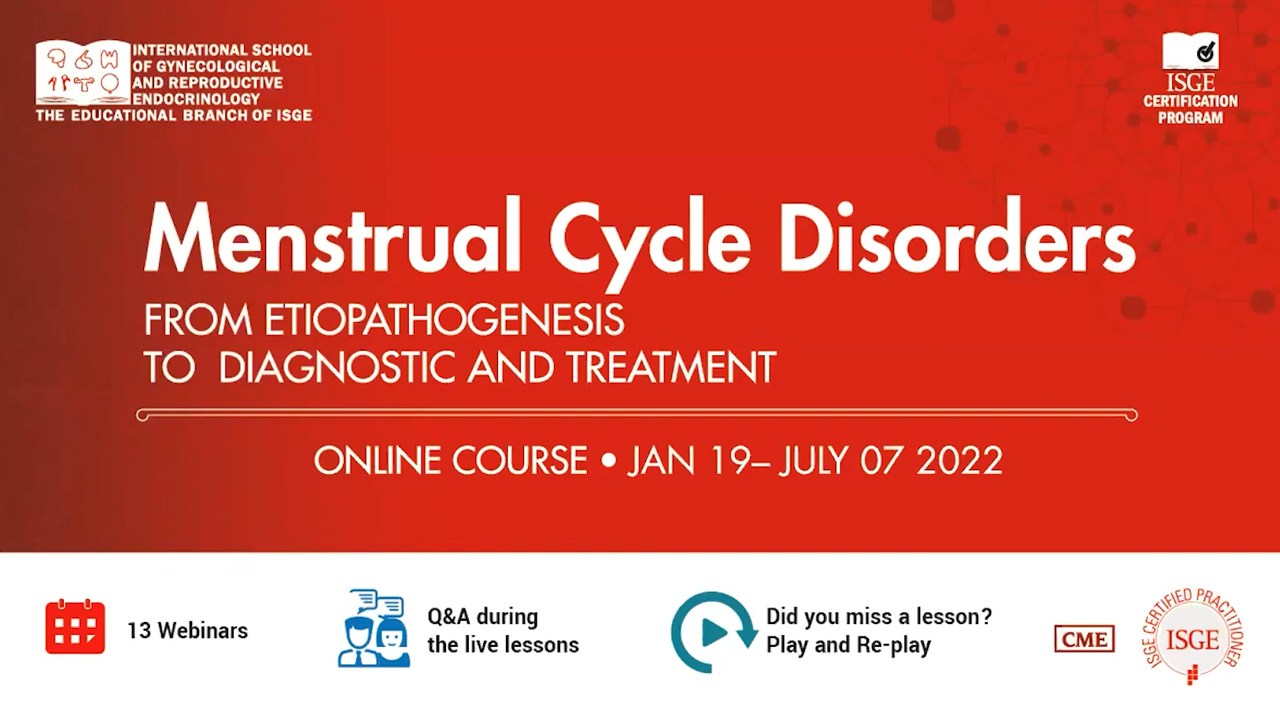 INTERNATIONAL SCHOOL
OF GYNECOLOGICAL
AND REPRODUCTIVE
ENDOCRINOLOGY
THE EDUCATIONAL BRANCH OF ISGE
ISGE
CERTIFICATION
PROGRAM
Menstrual Cycle Disorders
FROM ETIOPATHOGENESIS
TO DIAGNOSTIC AND TREATMENT
ONLINE COURSE • JAN 19– JULY 07 2022
13 Webinars
Q&A during
the live lessons
Did you miss a lesson?
Play and Re-play
CME
ISGE CERTIFIED PRACTITIONER
ISGE